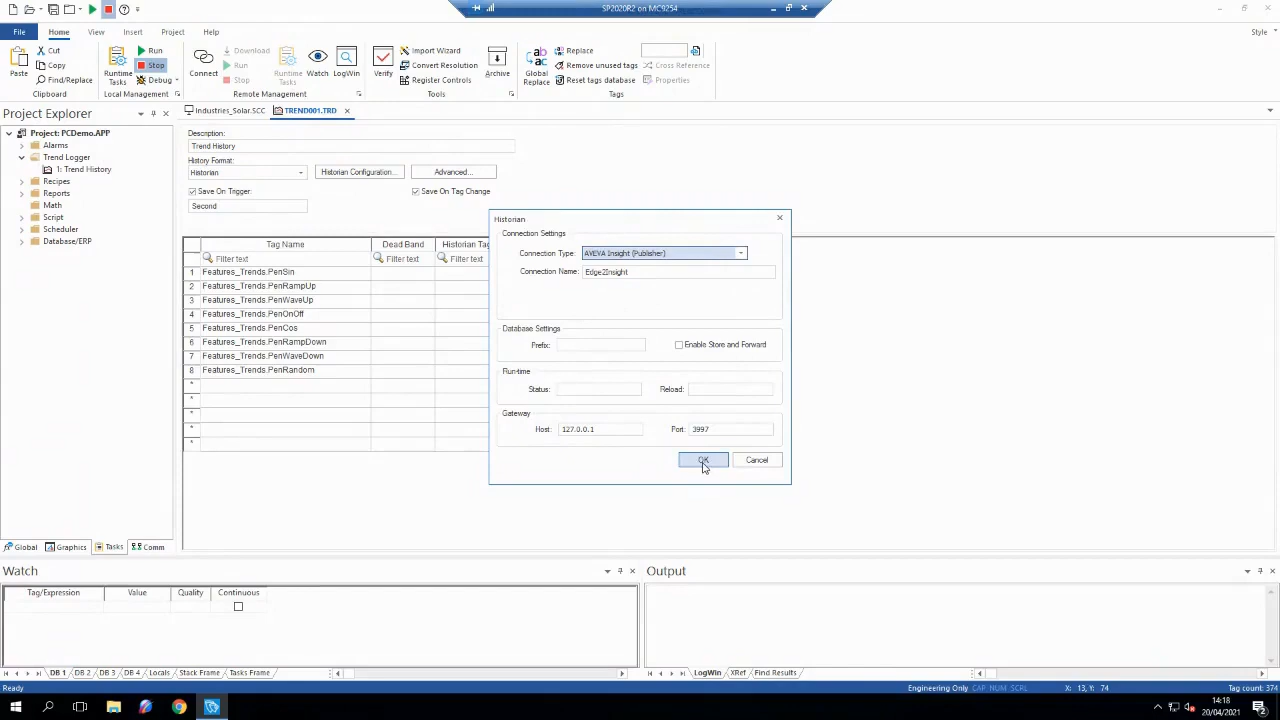 SP2020R2 on MC9254
File Home View Insert Project Help Style
Paste Cut Copy Find/Replace
Clipboard
Runtime Tasks Run Stop Debug
Local Management
Connect Download Run Stop Runtime Tasks Watch LogWin
Remote Management
Verify Import Wizard Convert Resolution Register Controls Archive
Tools
Global Replace Replace Remove unused tags Reset tags database Cross Reference Properties
Tags
Project Explorer
Project: PCDemo.APP
Alarms
Trend Logger
1: Trend History
Recipes
Reports
Math
Script
Scheduler
Database/ERP
Global Graphics Tasks Comm
Industries_Solar.SCC TREND001.TRD
Description:
Trend History
History Format:
Historian Historian Configuration... Advanced...
Save On Trigger: Save On Tag Change
Second
Tag Name Dead Band Historian Tag
Filter text Filter text Filter text
1 Features_Trends.PenSin
2 Features_Trends.PenRampUp
3 Features_Trends.PenWaveUp
4 Features_Trends.PenOnOff
5 Features_Trends.PenCos
6 Features_Trends.PenRampDown
7 Features_Trends.PenWaveDown
8 Features_Trends.PenRandom
*
*
*
*
*
Historian
Connection Settings
Connection Type: AVEVA Insight (Publisher)
Connection Name: Edge2Insight
Database Settings
Prefix: Enable Store and Forward
Run-time
Status: Reload:
Gateway
Host: 127.0.0.1 Port: 3997
OK Cancel
Watch
Tag/Expression Value Quality Continuous
DB 1 DB 2 DB 3 DB 4 Locals Stack Frame Tasks Frame
Output
LogWin XRef Find Results
Ready Engineering Only CAP NUM SCRL X: 13, Y: 74 Tag count: 374
14:18
20/04/2021
2